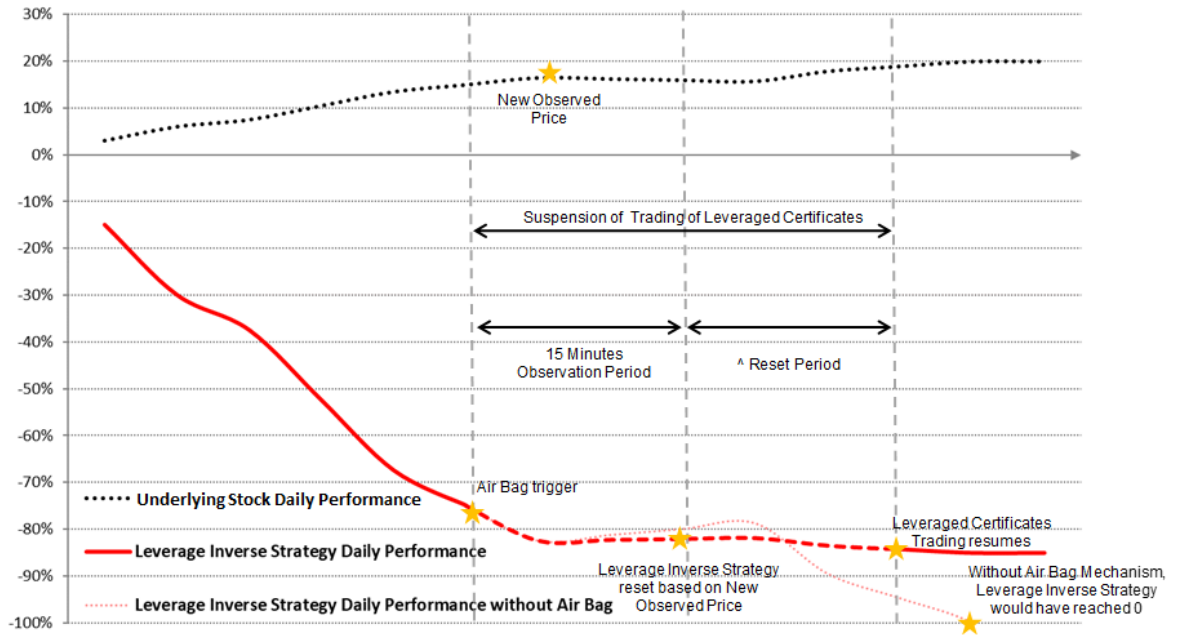 30%
20%
New Observed
Price
10%
0%
-10%
Suspension of Trading of Leveraged Certificates
-20%
-30%
15 Minutes
Observation Period
^ Reset Period
-40%
-50%
-60%
-70%
Air Bag trigger
Underlying Stock Daily Performance
-80%
Leveraged Certificates
Trading resumes
Leverage Inverse Strategy Daily Performance
Leverage Inverse Strategy
reset based on New
Observed Price
Without Air Bag Mechanism,
Leverage Inverse Strategy
would have reached 0
-90%
Leverage Inverse Strategy Daily Performance without Air Bag
-100%